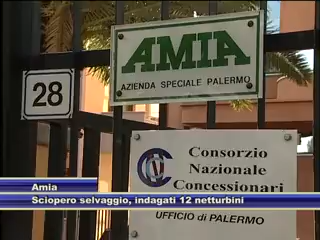 AMIA
AZIENDA SPECIALE PALERMO
28
Consorzio
Nazionale
Concessionari
Amia
Sciopero selvaggio, indagati 12 netturbini
UFFICIO di PALERMO